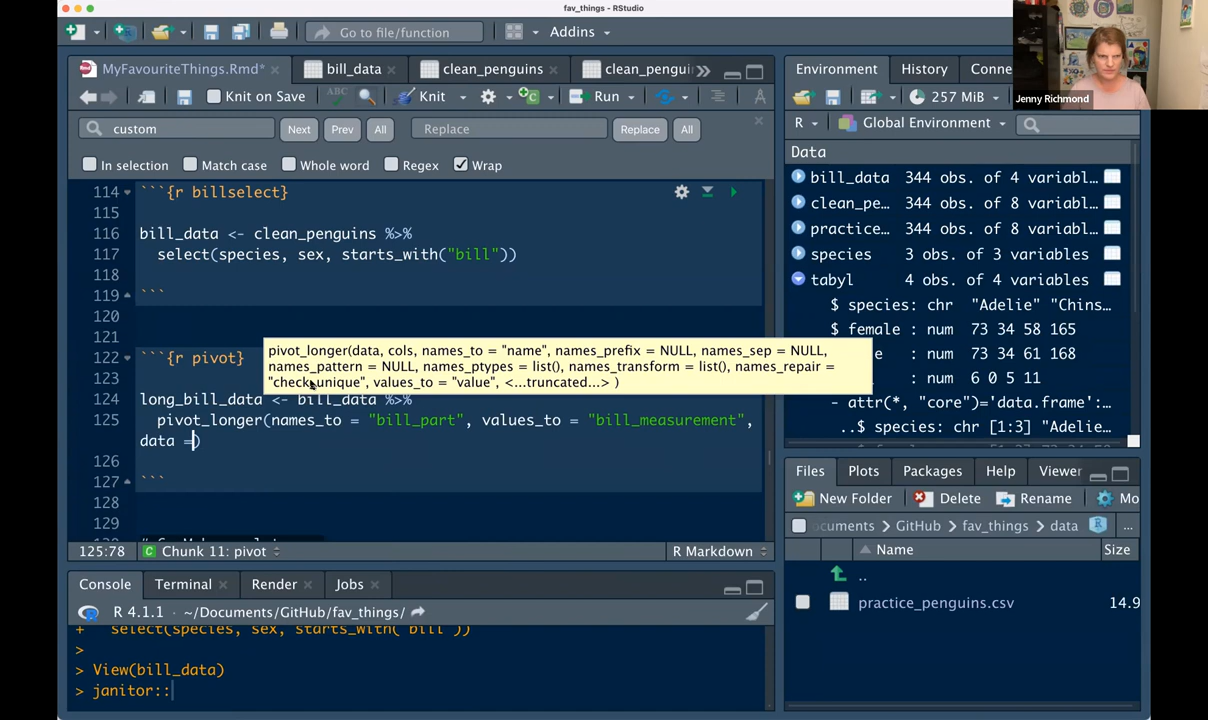 fav_things - RStudio
Go to file/function
Addins
MyFavouriteThings.Rmd*
bill_data
clean_penguins
clean_pengui
Knit on Save
ABC
Knit
Run
custom
Next
Prev
All
Replace
Replace
All
In selection
Match case
Whole word
Regex
Wrap
114 ```{r billselect}
115
116 bill_data <- clean_penguins %>%
117 select(species, sex, starts_with("bill"))
118
119 ```
120
121
122 ```{r pivot}
pivot_longer(data, cols, names_to = "name", names_prefix = NULL, names_sep = NULL,
names_pattern = NULL, names_ptypes = list(), names_transform = list(), names_repair =
"check_unique", values_to = "value", <...truncated...> )
123
124 long_bill_data <- bill_data %>%
125 pivot_longer(names_to = "bill_part", values_to = "bill_measurement",
data =)
126
127 ```
128
129
125:78
Chunk 11: pivot
R Markdown
Console
Terminal
Render
Jobs
R 4.1.1 · ~/Documents/GitHub/fav_things/
+ select(species, sex, starts_with("bill"))
>
> View(bill_data)
> janitor::
Jenny Richmond
Environment
History
Conne
257 MiB
R
Global Environment
Data
bill_data 344 obs. of 4 variabl…
clean_pe… 344 obs. of 8 variabl…
practice… 344 obs. of 8 variabl…
species 3 obs. of 3 variables
tabyl 4 obs. of 4 variables
$ species: chr "Adelie" "Chins…
$ female : num 73 34 58 165
le : num 73 34 61 168
: num 6 0 5 11
- attr(*, "core")='data.frame':…
..$ species: chr [1:3] "Adelie…
Files
Plots
Packages
Help
Viewer
New Folder
Delete
Rename
Mo
ocuments
GitHub
fav_things
data
...
Name
Size
..
practice_penguins.csv
14.9